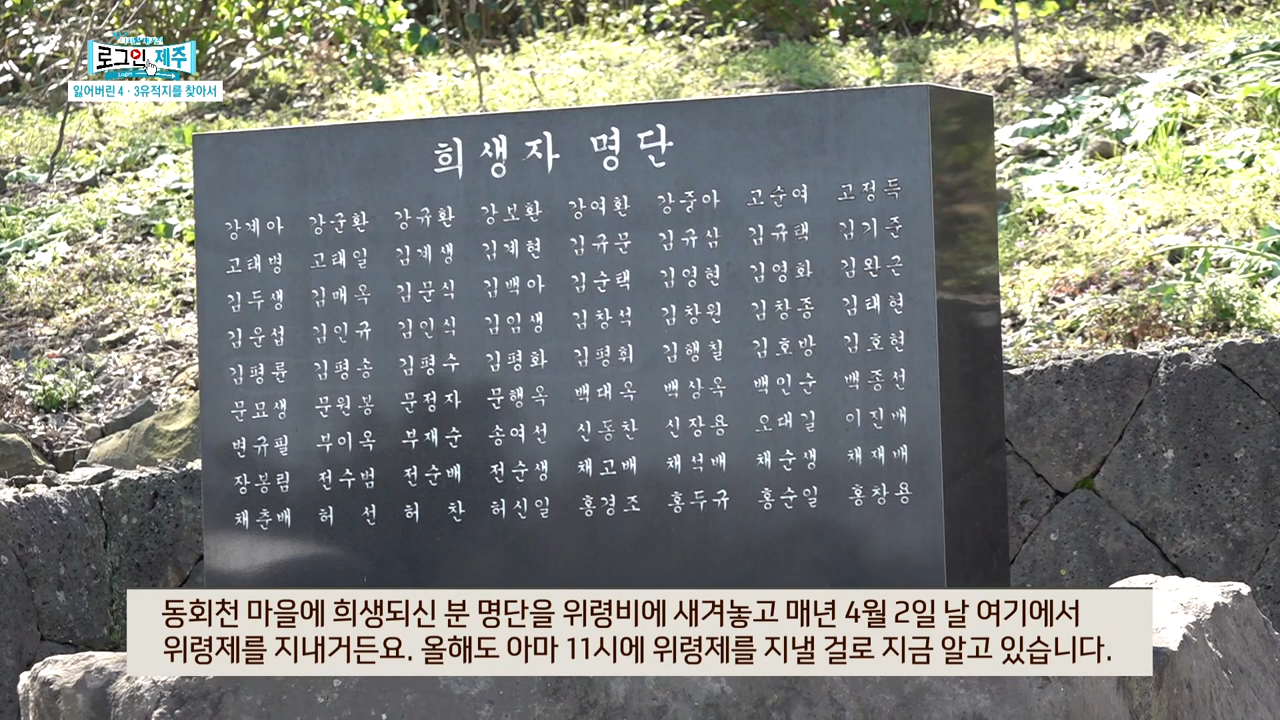 로그인 제주
잃어버린 4·3유적지를 찾아서
희생자 명단
강계아 강군환 강규환 강보환 강여환 강줄아 고순여 고정득
고태병 고태일 김계생 김계현 김규문 김규삼 김규택 김기준
김두생 김매옥 김문식 김백아 김순택 김영현 김영화 김완근
김운섭 김인규 김인식 김임생 김창석 김창원 김창종 김태현
김평륜 김평송 김평수 김평화 김평휘 김행칠 김호방 김호현
문묘생 문원봉 문정자 문행옥 백대옥 백상옥 백인순 백종선
변규필 부이옥 부재순 송여선 신동찬 신장용 오대길 이진배
장봉림 전수범 전순배 전순생 채고배 채석배 채순생 채재배
채춘배 허 선 허 찬 허신일 홍경조 홍두규 홍순일 홍창용
동회천 마을에 희생되신 분 명단을 위령비에 새겨놓고 매년 4월 2일 날 여기에서
위령제를 지내거든요. 올해도 아마 11시에 위령제를 지낼 걸로 지금 알고 있습니다.